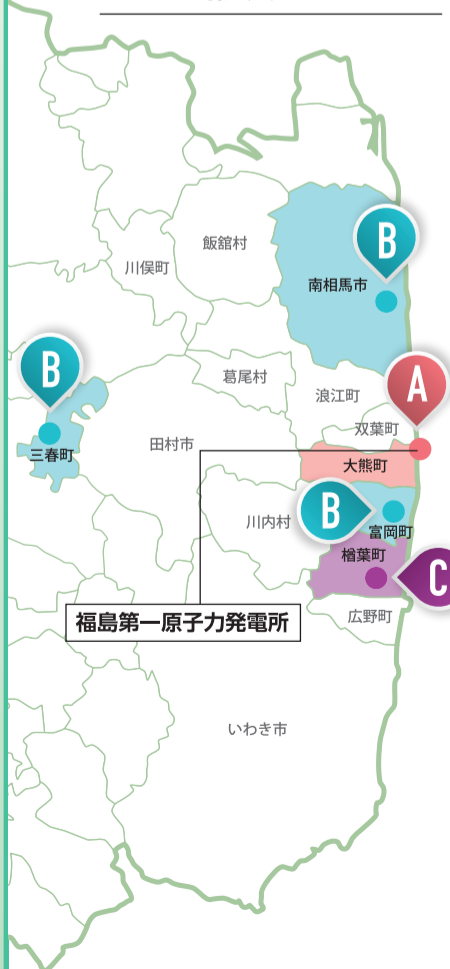 B
飯舘村
川俣町
南相馬市
B
葛尾村
A
浪江町
双葉町
田村市
三春町
大熊町
B
川内村
富岡町
楢葉町
C
福島第一原子力発電所
広野町
いわき市